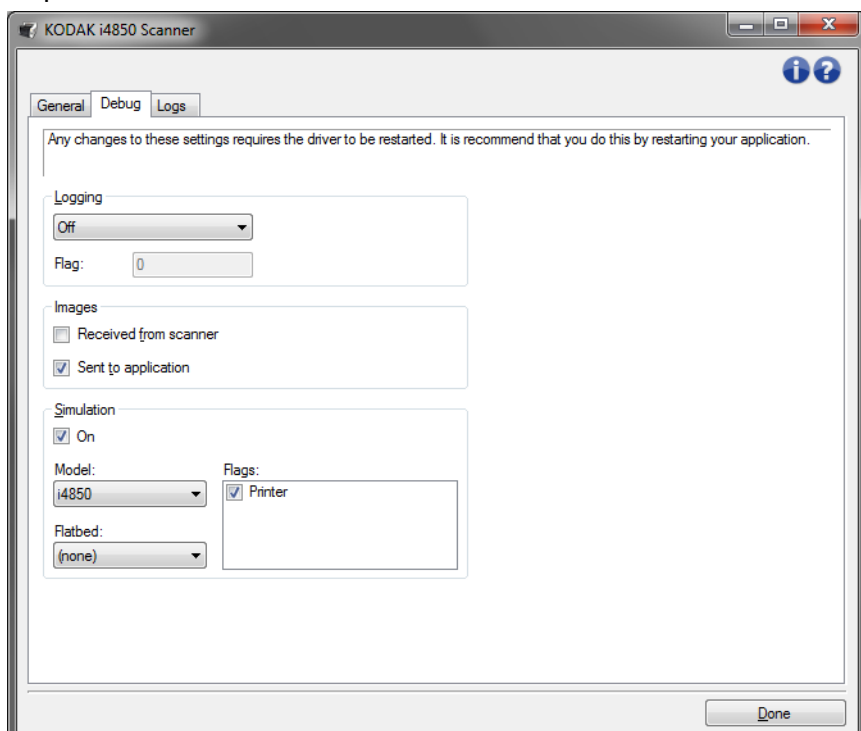 KODAK i4850 Scanner
General Debug Logs
Any changes to these settings requires the driver to be restarted. It is recommend that you do this by restarting your application.
Logging
Off
Flag: 0
Images
Received from scanner
Sent to application
Simulation
On
Model: Flags:
i4850 Printer
Flatbed:
(none)
Done